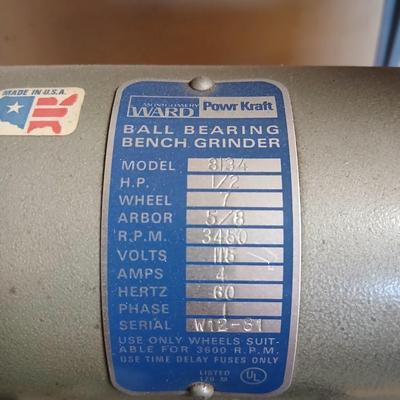 MADE IN U.S.A.
MONTGOMERY WARD Powr Kraft
BALL BEARING
BENCH GRINDER
MODEL 8134
H.P. 1/2
WHEEL 7
ARBOR 5/8
R.P.M. 3450
VOLTS 115
AMPS 4
HERTZ 60
PHASE 1
SERIAL W12-81
USE ONLY WHEELS SUIT-
ABLE FOR 3600 R.P.M.
USE TIME DELAY FUSES ONLY
LISTED
179 M UL